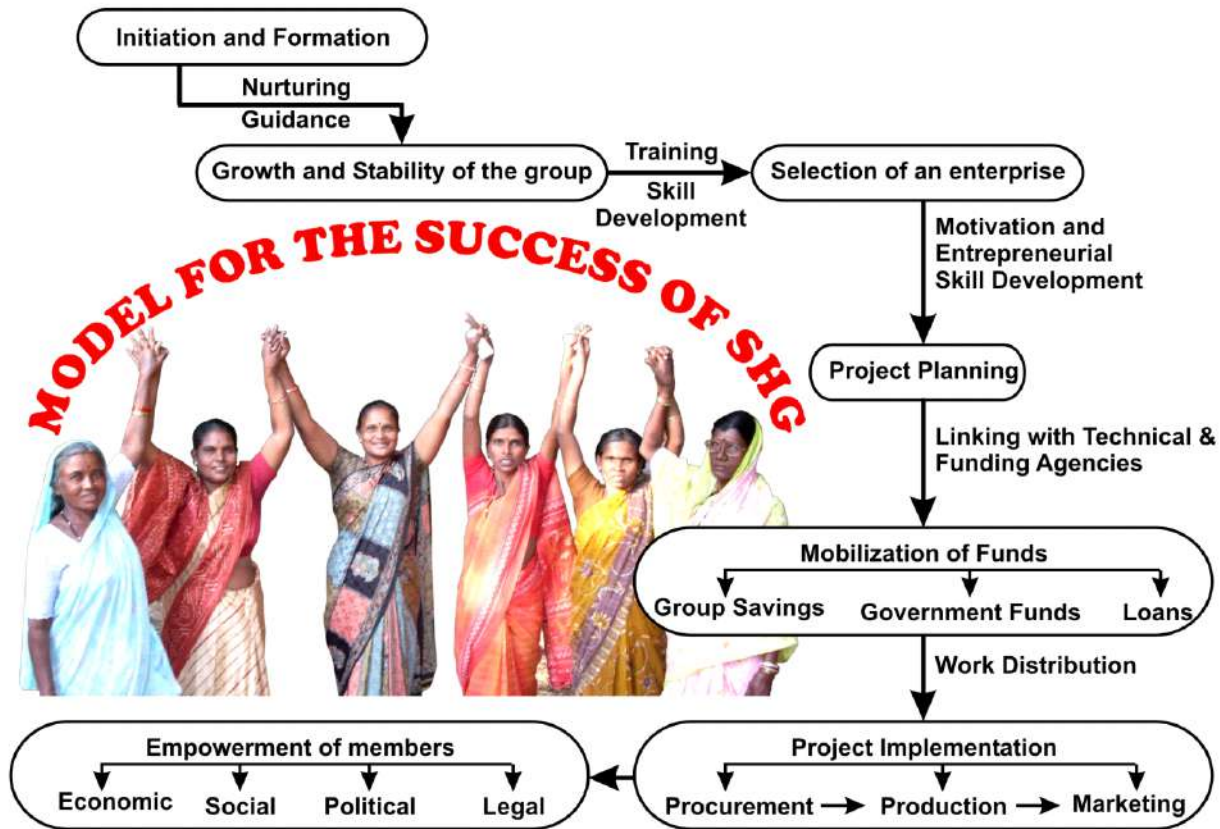 Initiation and Formation
Nurturing
Guidance
Growth and Stability of the group
Training
Skill
Development
Selection of an enterprise
Motivation and
Entrepreneurial
Skill Development
MODEL FOR THE SUCCESS OF SHG
Project Planning
Linking with Technical &
Funding Agencies
Mobilization of Funds
Group Savings Government Funds Loans
Work Distribution
Project Implementation
Procurement Production Marketing
Empowerment of members
Economic Social Political Legal